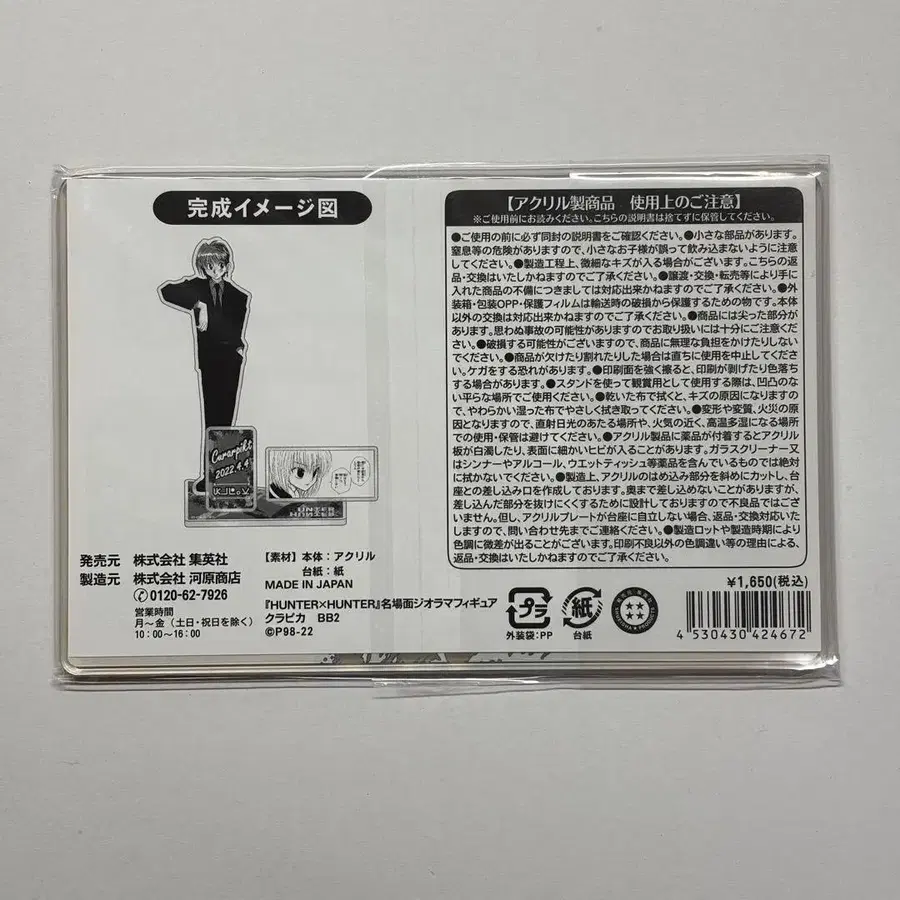 完成イメージ図
Curarpikt
2022.4.4
発売元 株式会社 集英社
製造元 株式会社 河原商店
0120-62-7926
営業時間
月～金（土日・祝日を除く）
10：00～16：00
【素材】本体：アクリル
台紙：紙
MADE IN JAPAN
『HUNTER×HUNTER』名場面ジオラマフィギュア
クラピカ BB2
©P98-22
【アクリル製商品 使用上のご注意】
※ご使用前にお読みください。こちらの説明書は捨てずに保管してください。
●ご使用の前に必ず同封の説明書をご確認ください。●小さな部品があります。
窒息等の危険がありますので、小さなお子様が誤って飲み込まないように注意
してください。●製造工程上、微細なキズが入る場合がございます。こちらの返
品・交換はいたしかねますのでご了承ください。●譲渡・交換・転売等により手に
入れた商品の不備につきましては対応出来かねますのでご了承ください。●外
装箱・包装OPP・保護フィルムは輸送時の破損から保護するための物です。本体
以外の交換は対応出来かねますのでご了承ください。●商品には尖った部分が
あります。思わぬ事故の可能性がありますのでお取り扱いには十分にご注意くだ
さい。●破損する可能性がございますので、商品に無理な負担をかけたりしない
でください。●商品が欠けたり割れたりした場合は直ちに使用を中止してくださ
い。ケガをする恐れがあります。●印刷面を強く擦ると、印刷が剥げたり色落ち
する場合があります。●スタンドを使って観賞用として使用する際は、凹凸のな
い平らな場所でご使用ください。●乾いた布で拭くと、キズの原因になりますの
で、やわらかい湿った布でやさしく拭き取ってください。●変形や変質、火災の原
因となりますので、直射日光のあたる場所や、火気の近く、高温多湿になる場所
での使用・保管は避けてください。●アクリル製品に薬品が付着するとアクリル
板が白濁したり、表面に細かいヒビが入ることがあります。ガラスクリーナー又
はシンナーやアルコール、ウエットティッシュ等薬品を含んでいるものでは絶対
に拭かないでください。●製造上、アクリルのはめ込み部分を斜めにカットし、台
座との差し込み口を作成しております。奥まで差し込めないことがありますが、
差し込んだ部分を抜けにくくするために設計しておりますので不良品ではござ
いません。但し、アクリルプレートが台座に自立しない場合、返品・交換対応いた
しますので、問い合わせ先までご連絡ください。●製造ロットや製造時期により
色調に微差が出ることがございます。印刷不良以外の色調違い等の理由による、
返品・交換はいたしかねますのでご了承ください。
¥1,650(税込)
プラ
外装袋：PP
紙
台紙
4 530430 424672